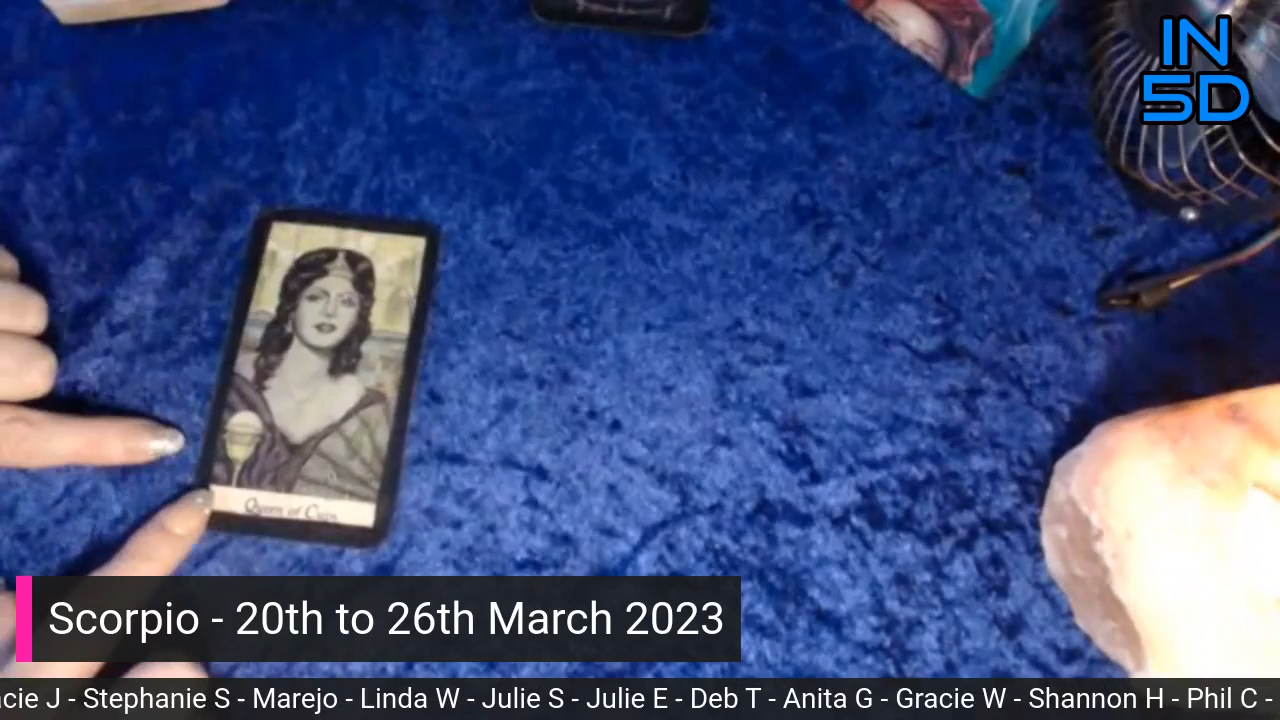 IN
5D
Queen of Cups
Scorpio - 20th to 26th March 2023
cie J - Stephanie S - Marejo - Linda W - Julie S - Julie E - Deb T - Anita G - Gracie W - Shannon H - Phil C -